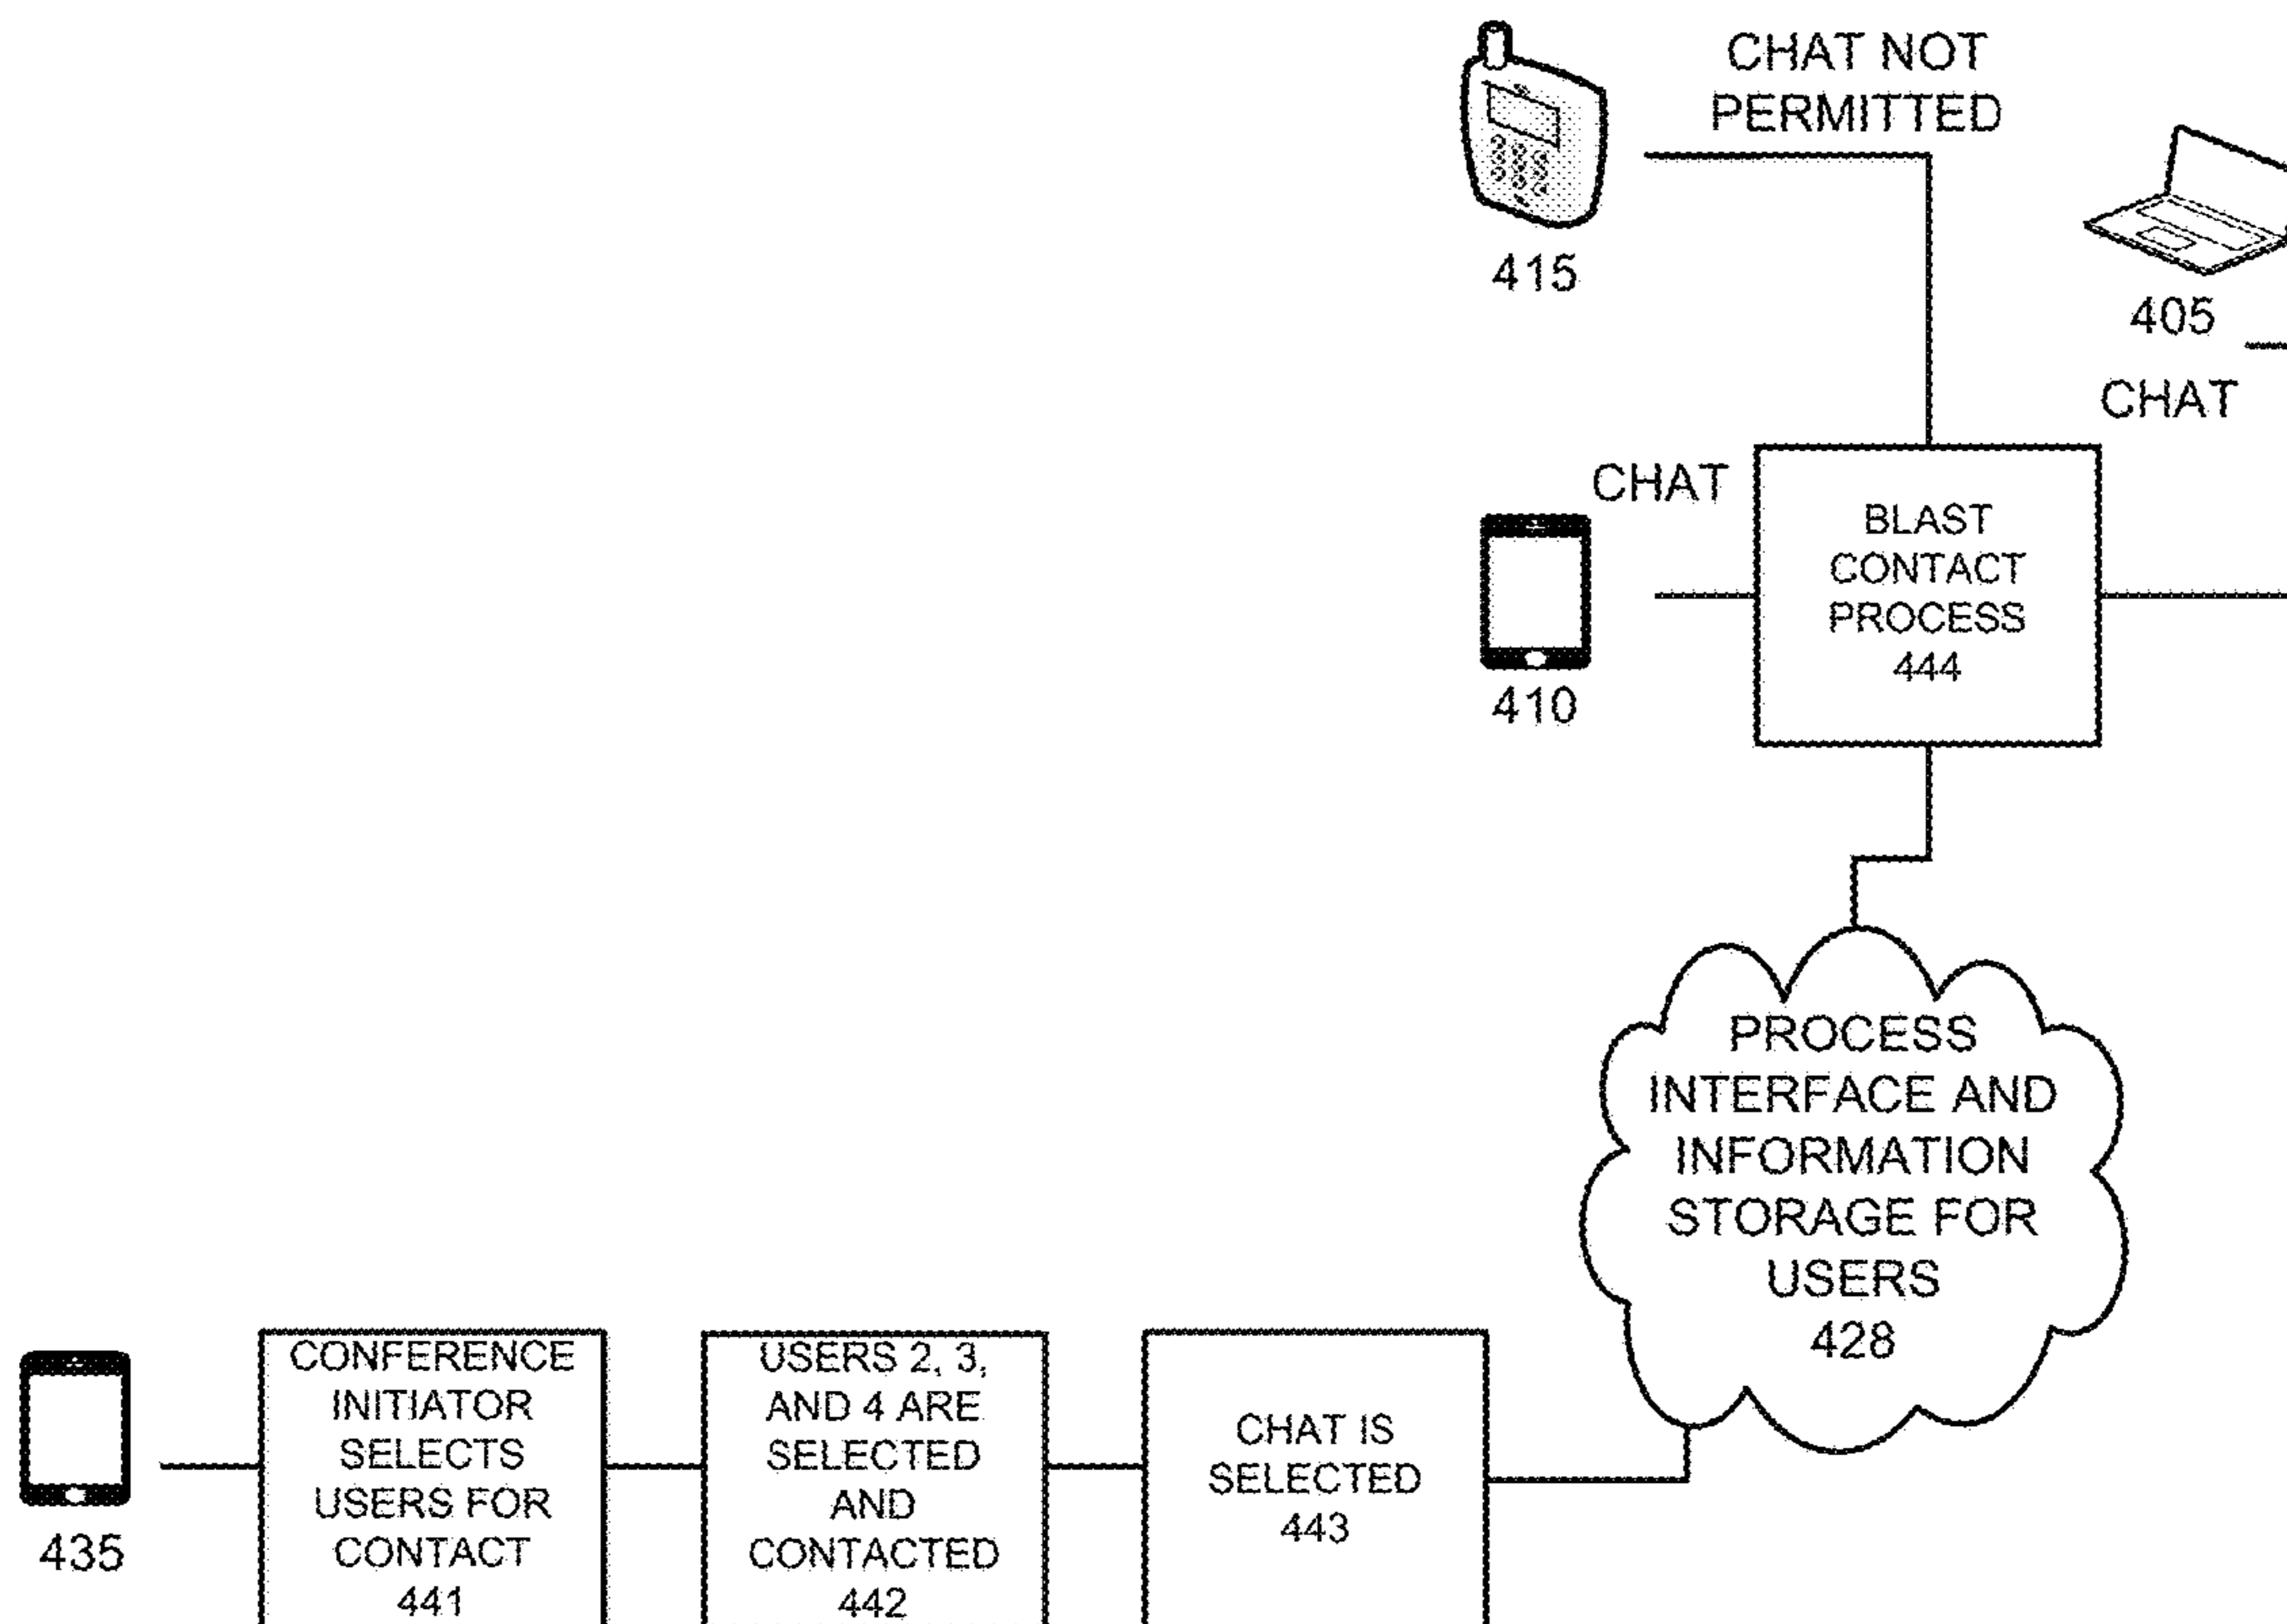 CHAT NOT
PERMITTED
415
405
CHAT
CHAT
BLAST
CONTACT
PROCESS
444
410
PROCESS
INTERFACE AND
INFORMATION
STORAGE FOR
USERS
428
435
CONFERENCE
INITIATOR
SELECTS
USERS FOR
CONTACT
441
USERS 2, 3,
AND 4 ARE
SELECTED
AND
CONTACTED
442
CHAT IS
SELECTED
443